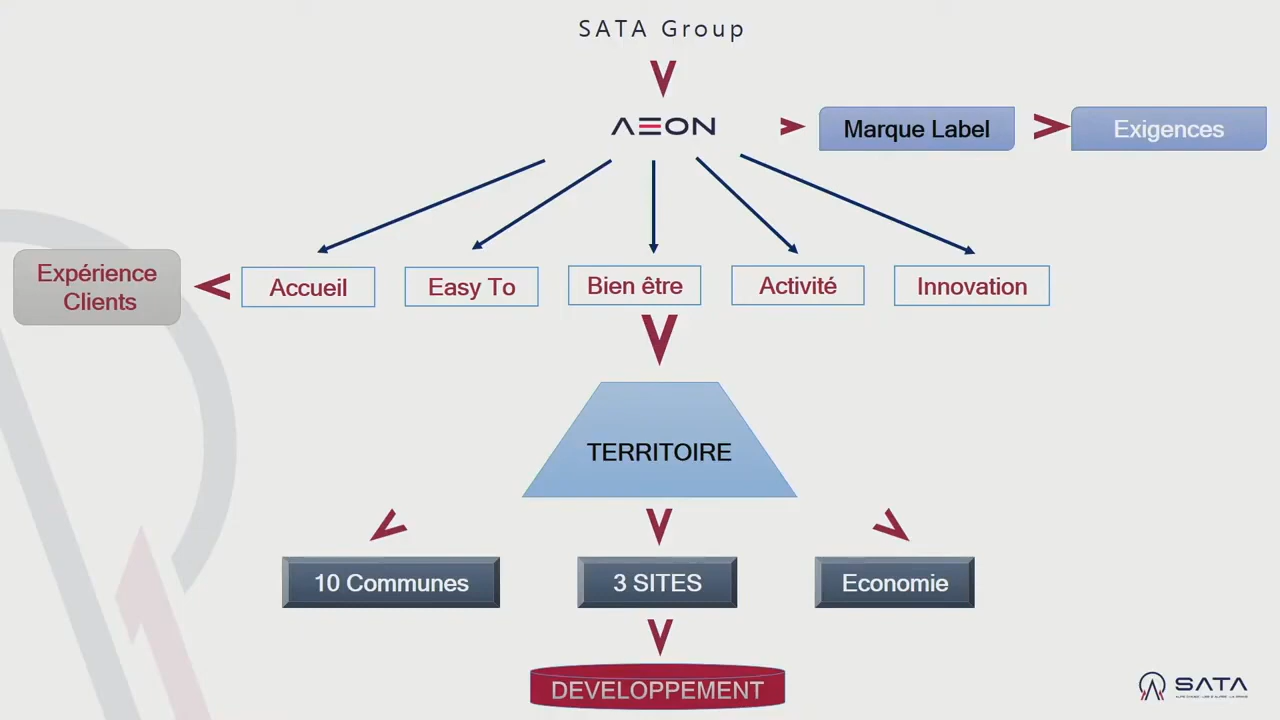 SATA Group
AEON
Marque Label
Exigences
Expérience
Clients
Accueil
Easy To
Bien être
Activité
Innovation
TERRITOIRE
10 Communes
3 SITES
Economie
DEVELOPPEMENT
SATA